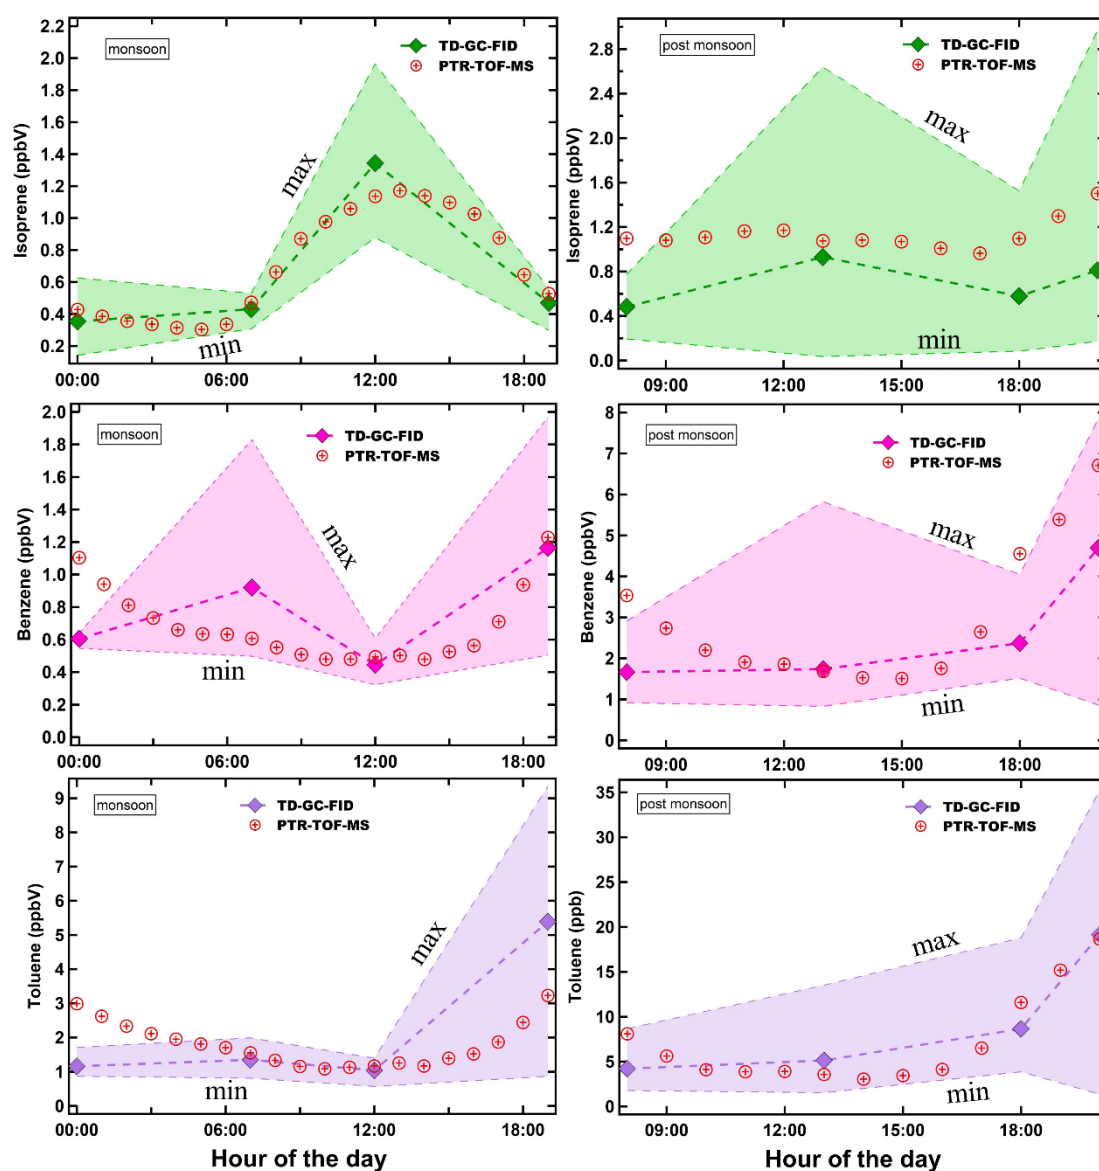 monsoon
TD-GC-FID
PTR-TOF-MS
max
min
Isoprene (ppbV)
2.2
2.0
1.8
1.6
1.4
1.2
1.0
0.8
0.6
0.4
0.2
00:00 06:00 12:00 18:00
post monsoon
TD-GC-FID
PTR-TOF-MS
max
min
Isoprene (ppbV)
2.8
2.4
2.0
1.6
1.2
0.8
0.4
0.0
09:00 12:00 15:00 18:00
monsoon
TD-GC-FID
PTR-TOF-MS
max
min
Benzene (ppbV)
2.0
1.8
1.6
1.4
1.2
1.0
0.8
0.6
0.4
0.2
0.0
00:00 06:00 12:00 18:00
post monsoon
TD-GC-FID
PTR-TOF-MS
max
min
Benzene (ppbV)
8
7
6
5
4
3
2
1
0
09:00 12:00 15:00 18:00
monsoon
TD-GC-FID
PTR-TOF-MS
max
min
Toluene (ppbV)
9
8
7
6
5
4
3
2
1
0
00:00 06:00 12:00 18:00
Hour of the day
post monsoon
TD-GC-FID
PTR-TOF-MS
max
min
Toluene (ppb)
35
30
25
20
15
10
5
0
09:00 12:00 15:00 18:00
Hour of the day